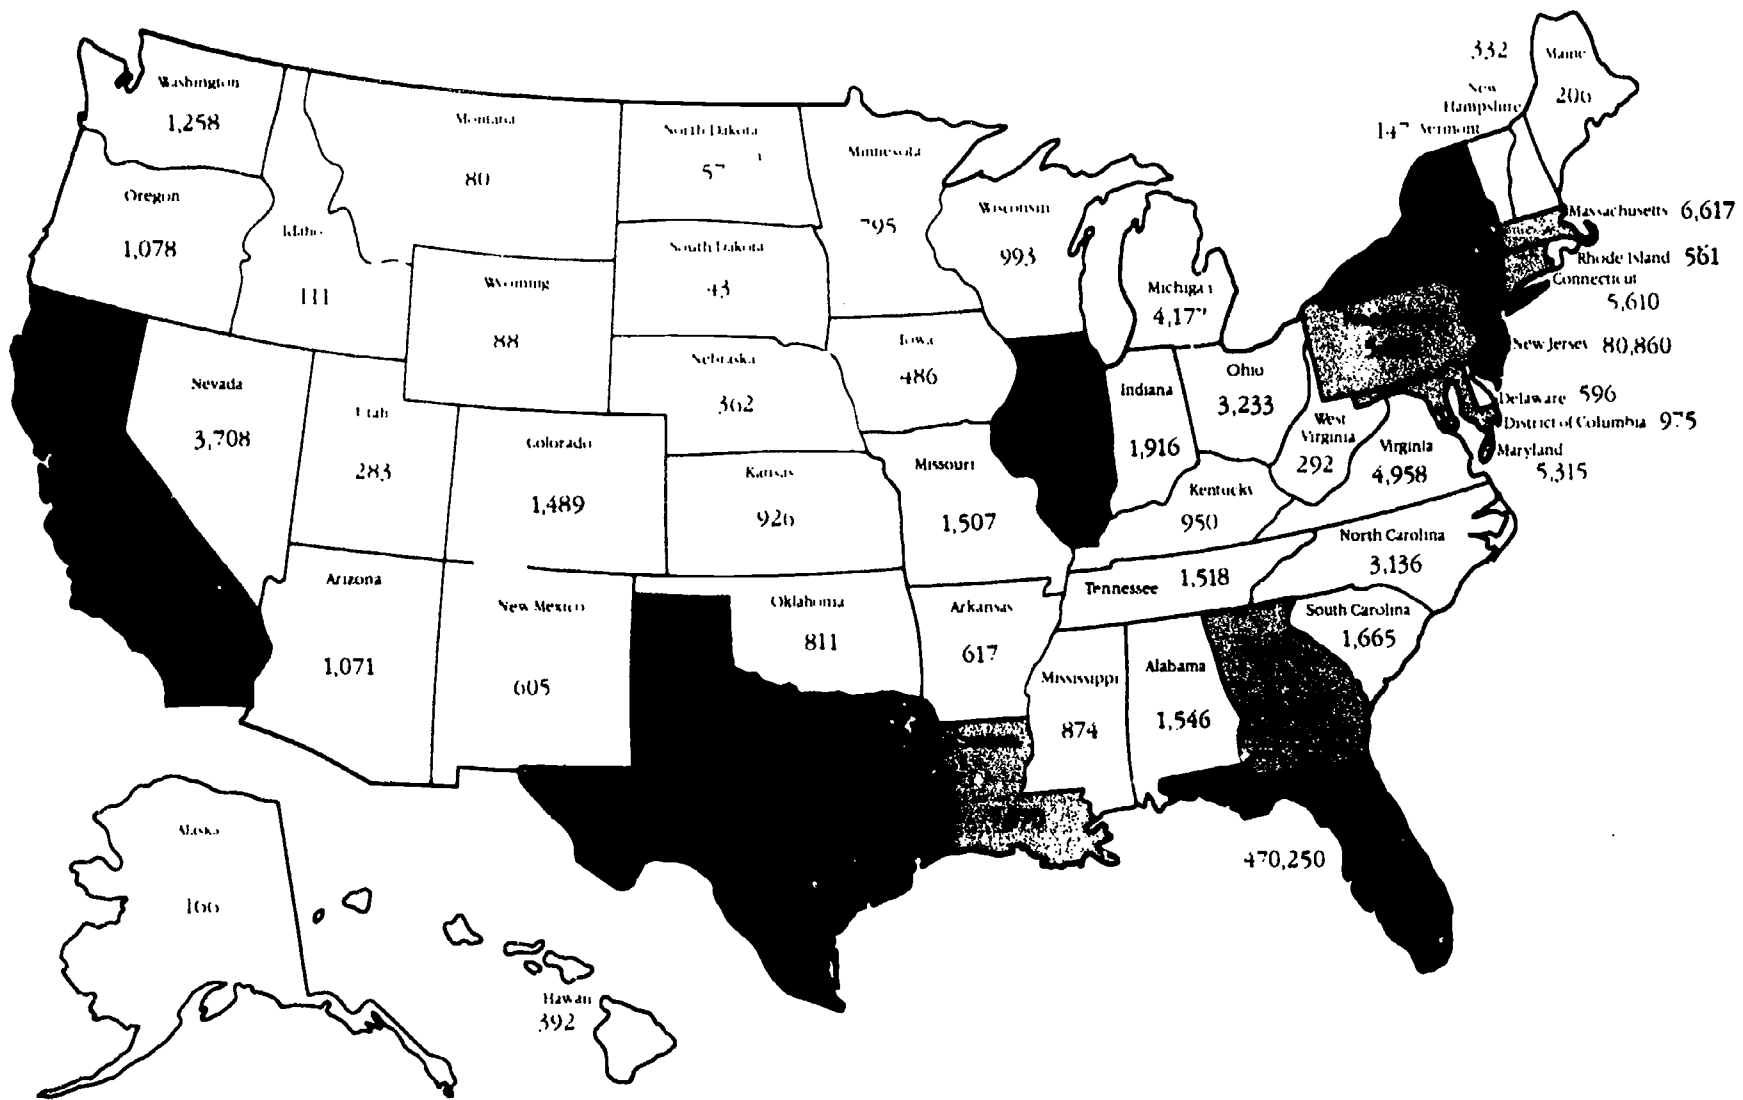 Washington
1,258
Oregon
1,078
Idaho
111
Montana
80
North Dakota
57
Minnesota
795
South Dakota
43
Wyoming
88
Wisconsin
993
Michigan
4,177
Iowa
486
Nebraska
362
Nevada
3,708
Utah
283
Colorado
1,489
Kansas
926
Missouri
1,507
Indiana
1,916
Ohio
3,233
West
Virginia
292
Virginia
4,958
Kentucky
950
North Carolina
3,136
Tennessee 1,518
South Carolina
1,665
Arizona
1,071
New Mexico
605
Oklahoma
811
Arkansas
617
Mississippi
874
Alabama
1,546
470,250
Alaska
166
Hawaii
392
332
New
Hampshire
147 Vermont
Maine
206
Massachusetts 6,617
Rhode Island 561
Connecticut
5,610
New Jersey 80,860
Delaware 596
District of Columbia 975
Maryland
5,315